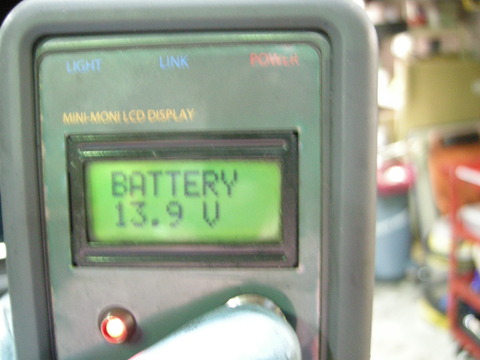 LIGHT LINK POWER
MINI-MONI LCD DISPLAY
BATTERY
13.9 V